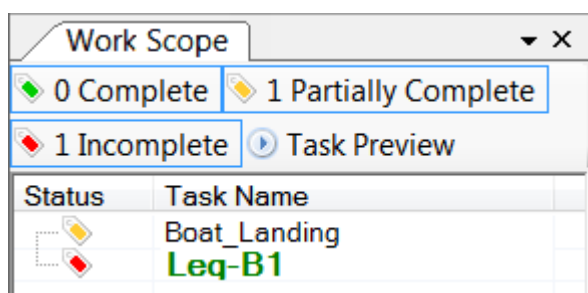 Work Scope
0 Complete 1 Partially Complete
1 Incomplete Task Preview
Status Task Name
Boat_Landing
Leg-B1